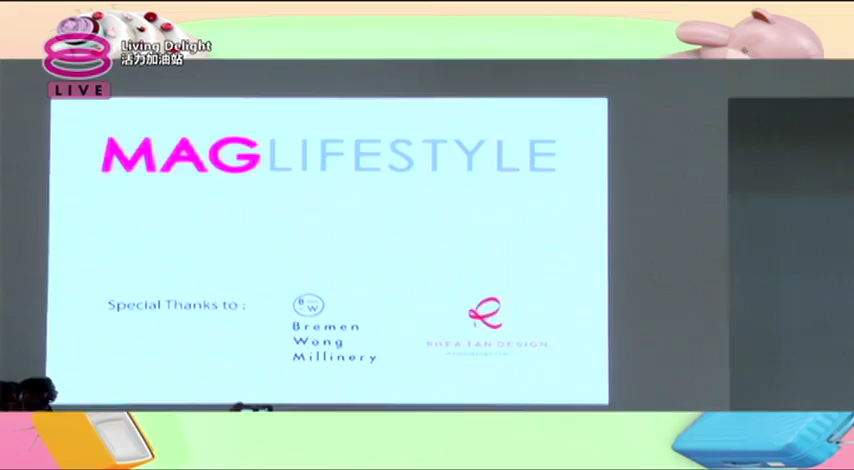 Living Delight
活力加油站
LIVE
MAGLIFESTYLE
Special Thanks to :
B
W
Bremen
Wong
Millinery
RHEA TAN DESIGN